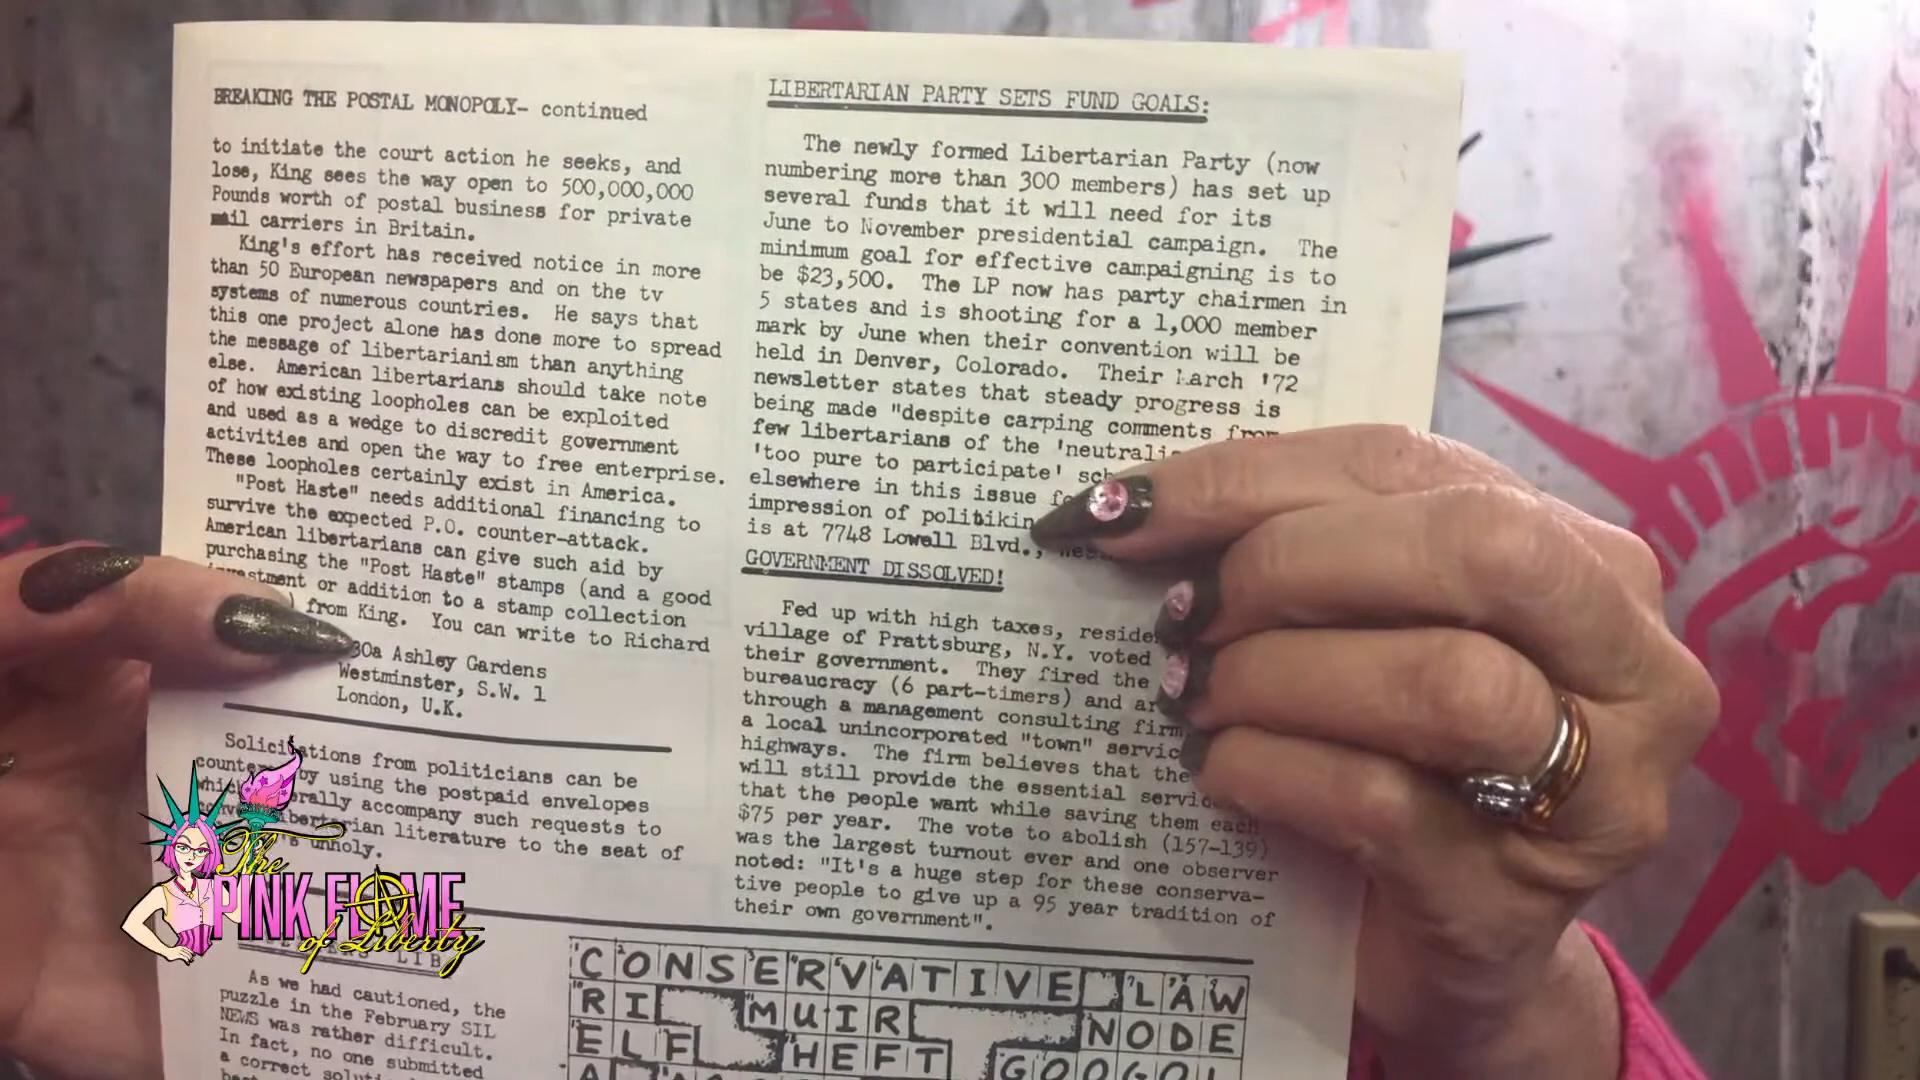 BREAKING THE POSTAL MONOPOLY- continued
to initiate the court action he seeks, and
lose, King sees the way open to 500,000,000
Pounds worth of postal business for private
mail carriers in Britain.
King's effort has received notice in more
than 50 European newspapers and on the tv
systems of numerous countries. He says that
this one project alone has done more to spread
the message of libertarianism than anything
else. American libertarians should take note
of how existing loopholes can be exploited
and used as a wedge to discredit government
activities and open the way to free enterprise.
These loopholes certainly exist in America.
"Post Haste" needs additional financing to
survive the expected P.O. counter-attack.
American libertarians can give such aid by
purchasing the "Post Haste" stamps (and a good
investment or addition to a stamp collection
) from King. You can write to Richard
30a Ashley Gardens
Westminster, S.W. 1
London, U.K.
Solicitations from politicians can be
by using the postpaid envelopes
accompany such requests to
libertarian literature to the seat of
unholy.
As we had cautioned, the
puzzle in the February SIL
NEWS was rather difficult.
In fact, no one submitted
a correct
LIBERTARIAN PARTY SETS FUND GOALS:
The newly formed Libertarian Party (now
numbering more than 300 members) has set up
several funds that it will need for its
June to November presidential campaign. The
minimum goal for effective campaigning is to
be $23,500. The LP now has party chairmen in
5 states and is shooting for a 1,000 member
mark by June when their convention will be
held in Denver, Colorado. Their March '72
newsletter states that steady progress is
being made "despite carping comments from
few libertarians of the
'too pure to participate'
elsewhere in this issue
impression of
is at 7748 Lowell Blvd.,
GOVERNMENT DISSOLVED!
Fed up with high taxes,
village of Prattsburg, N.Y. voted
their government. They fired the
bureaucracy (6 part-timers) and
through a management consulting firm
a local unincorporated "town"
highways. The firm believes that the
will still provide the essential
that the people want while saving them each
$75 per year. The vote to abolish (157-139)
was the largest turnout ever and one observer
noted: "It's a huge step for these conserva-
tive people to give up a 95 year tradition of
their own government".
CONSERVATIVE LAW
RI MUIR NODE
ELF HEFT GOOGOL
The
PINK FLAME
of Liberty